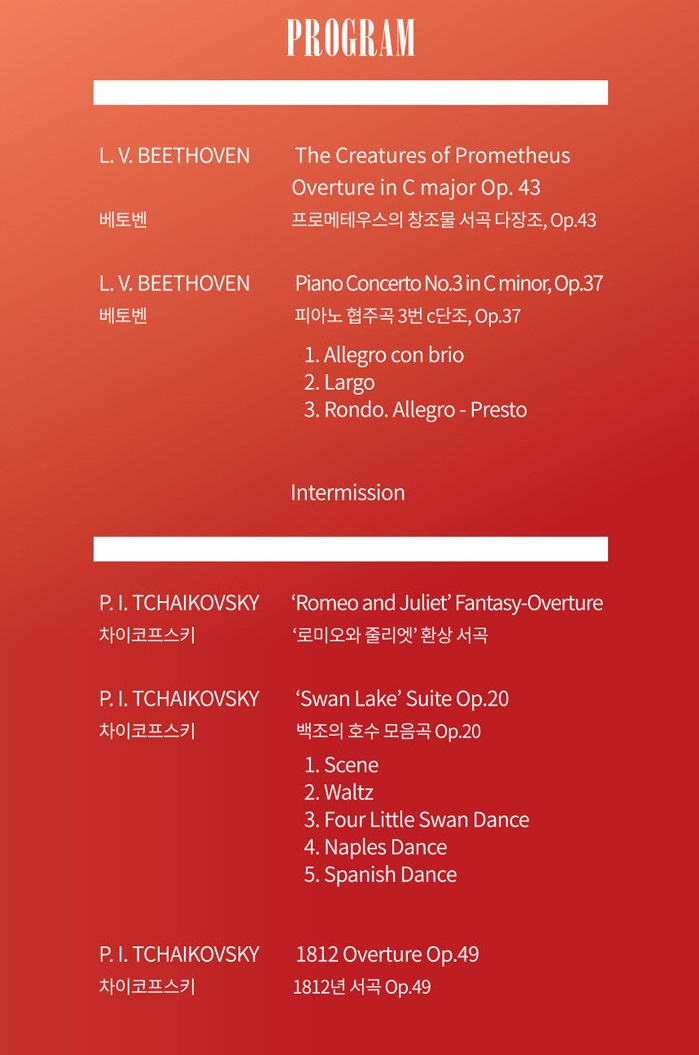 PROGRAM
L. V. BEETHOVEN The Creatures of Prometheus
Overture in C major Op. 43
베토벤 프로메테우스의 창조물 서곡 다장조, Op.43
L. V. BEETHOVEN Piano Concerto No.3 in C minor, Op.37
베토벤 피아노 협주곡 3번 c단조, Op.37
1. Allegro con brio
2. Largo
3. Rondo. Allegro - Presto
Intermission
P. I. TCHAIKOVSKY ‘Romeo and Juliet’ Fantasy-Overture
차이코프스키 ‘로미오와 줄리엣’ 환상 서곡
P. I. TCHAIKOVSKY ‘Swan Lake’ Suite Op.20
차이코프스키 백조의 호수 모음곡 Op.20
1. Scene
2. Waltz
3. Four Little Swan Dance
4. Naples Dance
5. Spanish Dance
P. I. TCHAIKOVSKY 1812 Overture Op.49
차이코프스키 1812년 서곡 Op.49